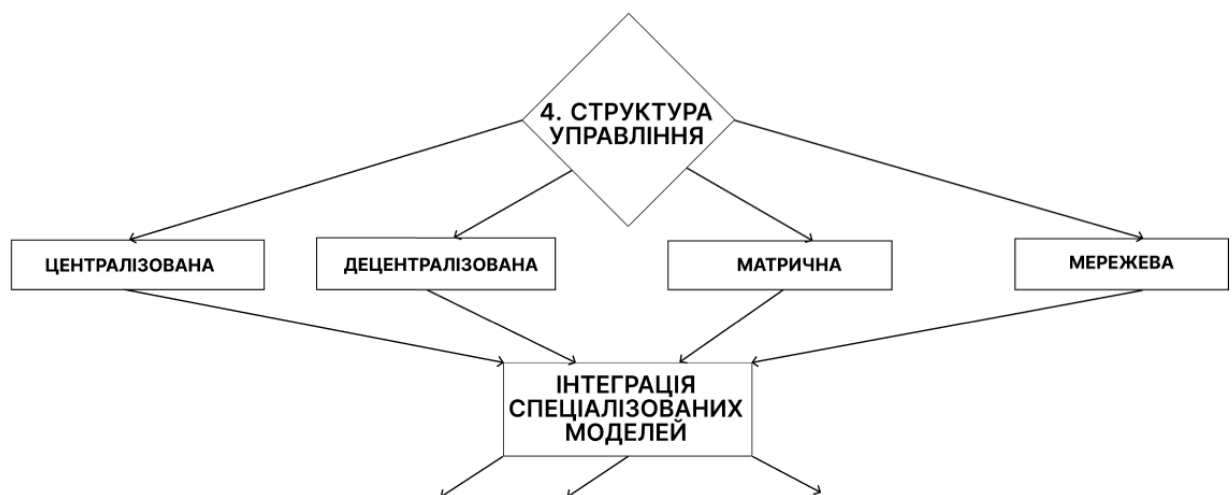 4. СТРУКТУРА
УПРАВЛІННЯ
ЦЕНТРАЛІЗОВАНА
ДЕЦЕНТРАЛІЗОВАНА
МАТРИЧНА
МЕРЕЖЕВА
ІНТЕГРАЦІЯ
СПЕЦІАЛІЗОВАНИХ
МОДЕЛЕЙ